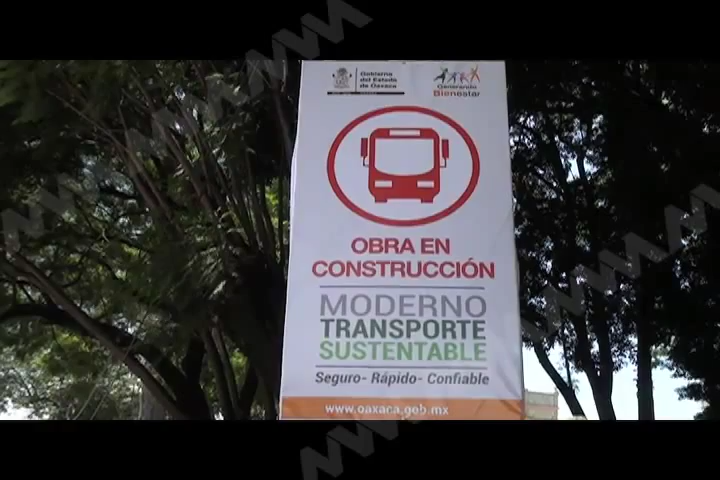 Gobierno
del Estado
de Oaxaca
Generando
Bienestar
OBRA EN
CONSTRUCCIÓN
MODERNO
TRANSPORTE
SUSTENTABLE
Seguro- Rápido- Confiable
www.oaxaca.gob.mx